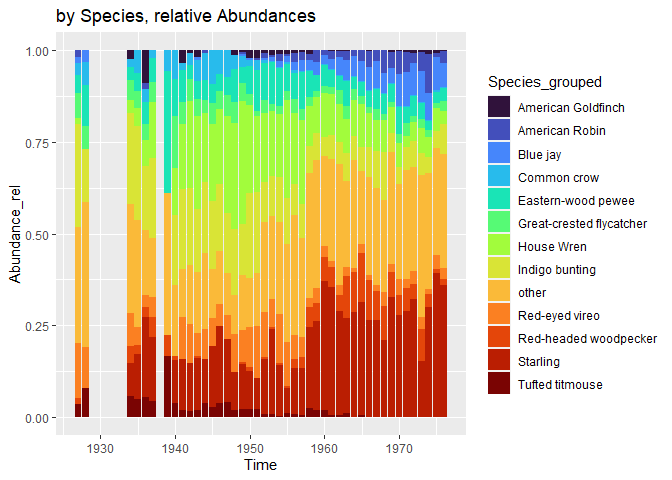 by Species, relative Abundances
Abundance_rel
1.00
0.75
0.50
0.25
0.00
1930
1940
1950
1960
1970
Time
Species_grouped
American Goldfinch
American Robin
Blue jay
Common crow
Eastern-wood pewee
Great-crested flycatcher
House Wren
Indigo bunting
other
Red-eyed vireo
Red-headed woodpecker
Starling
Tufted titmouse